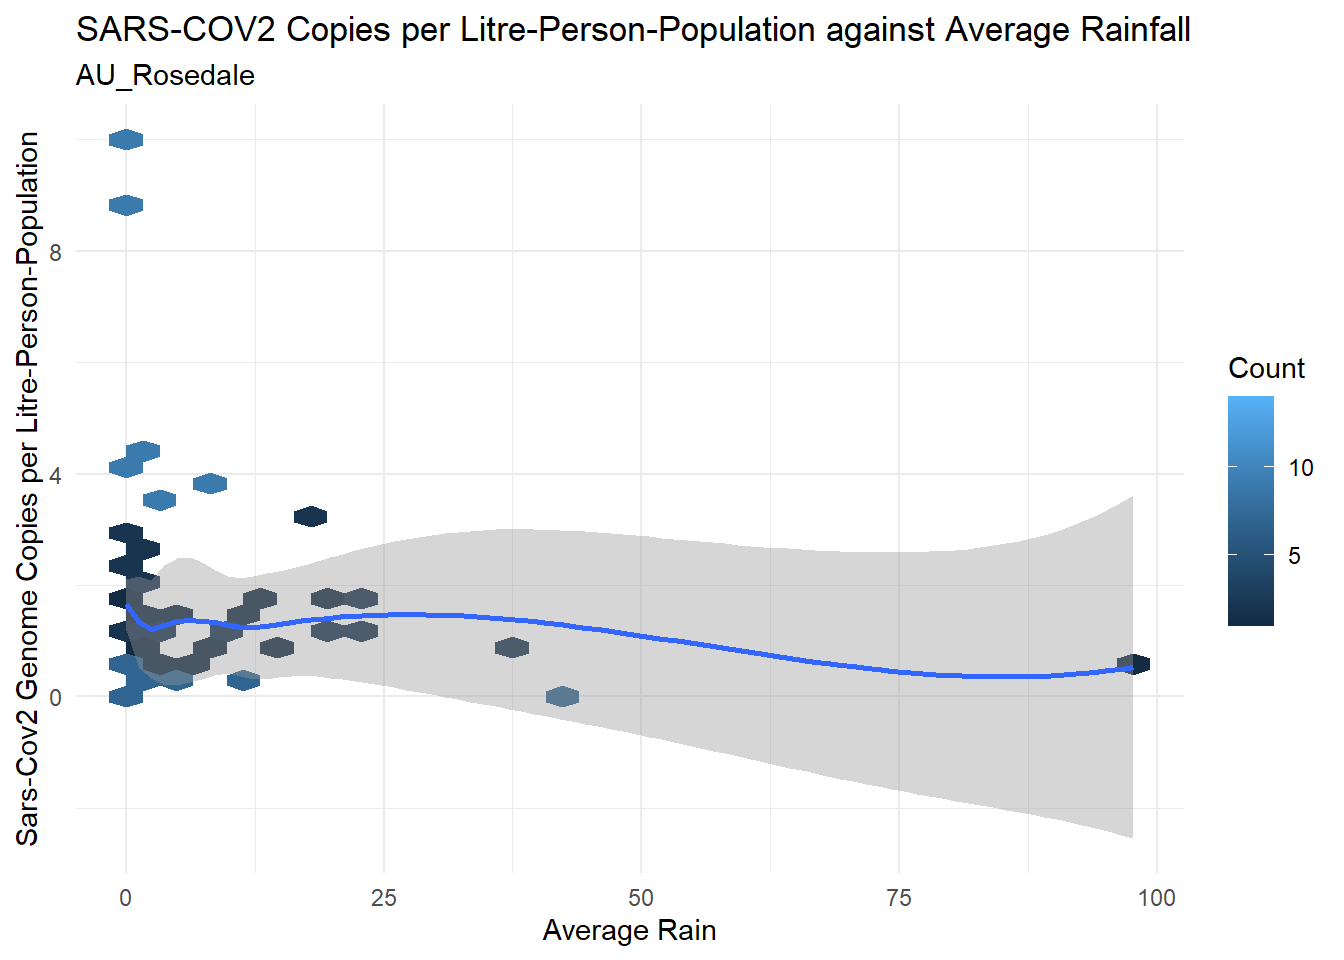 SARS-COV2 Copies per Litre-Person-Population against Average Rainfall
AU_Rosedale
Sars-Cov2 Genome Copies per Litre-Person-Population
8
4
0
0
25
50
75
100
Average Rain
Count
10
5